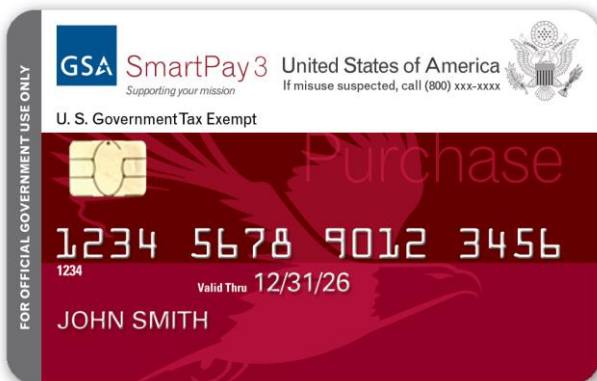 GSA SmartPay 3
Supporting your mission
United States of America
If misuse suspected, call (800) xxx-xxxx
U. S. Government Tax Exempt
FOR OFFICIAL GOVERNMENT USE ONLY
Purchase
1234 5678 9012 3456
1234
Valid Thru 12/31/26
JOHN SMITH